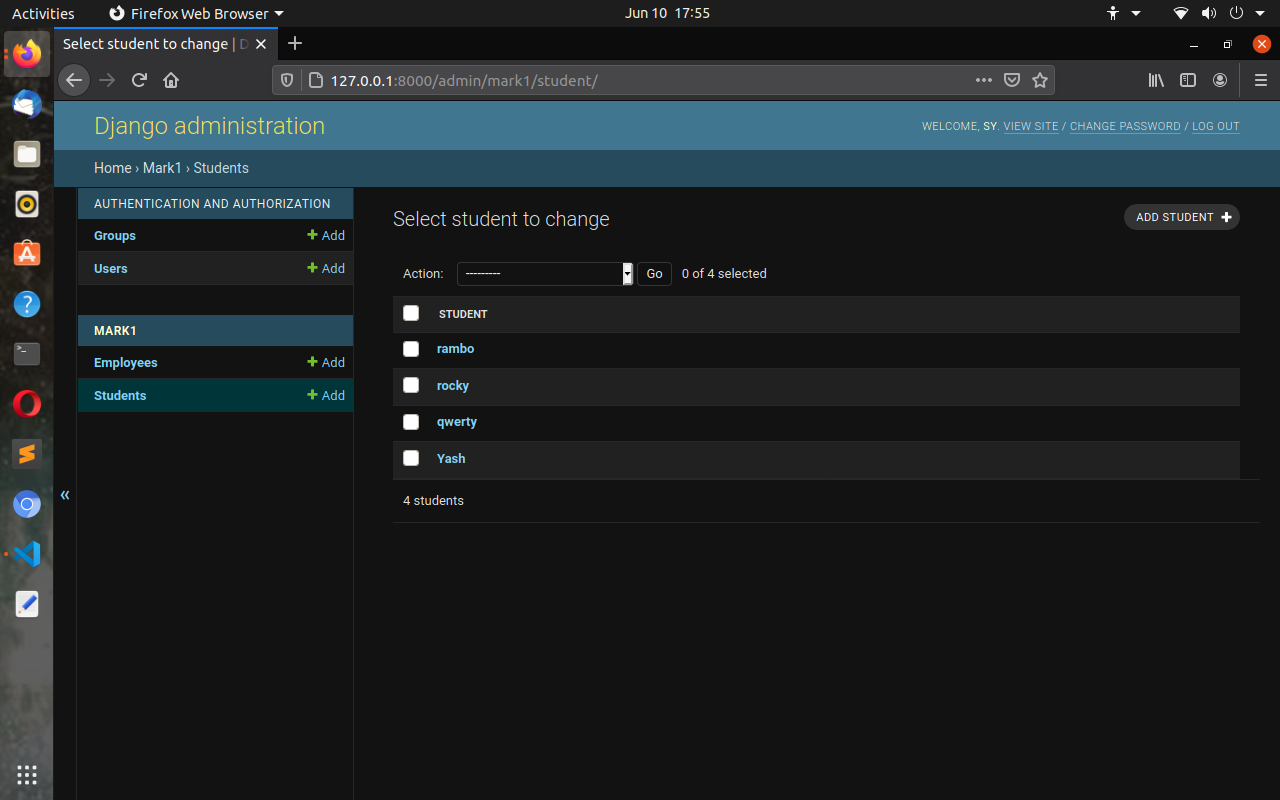 Activities Firefox Web Browser Jun 10 17:55
Select student to change | D
127.0.0.1:8000/admin/mark1/student/
Django administration WELCOME, SY. VIEW SITE / CHANGE PASSWORD / LOG OUT
Home › Mark1 › Students
AUTHENTICATION AND AUTHORIZATION
Groups + Add
Users + Add
MARK1
Employees + Add
Students + Add
«
Select student to change
ADD STUDENT +
Action: --------- Go 0 of 4 selected
STUDENT
rambo
rocky
qwerty
Yash
4 students